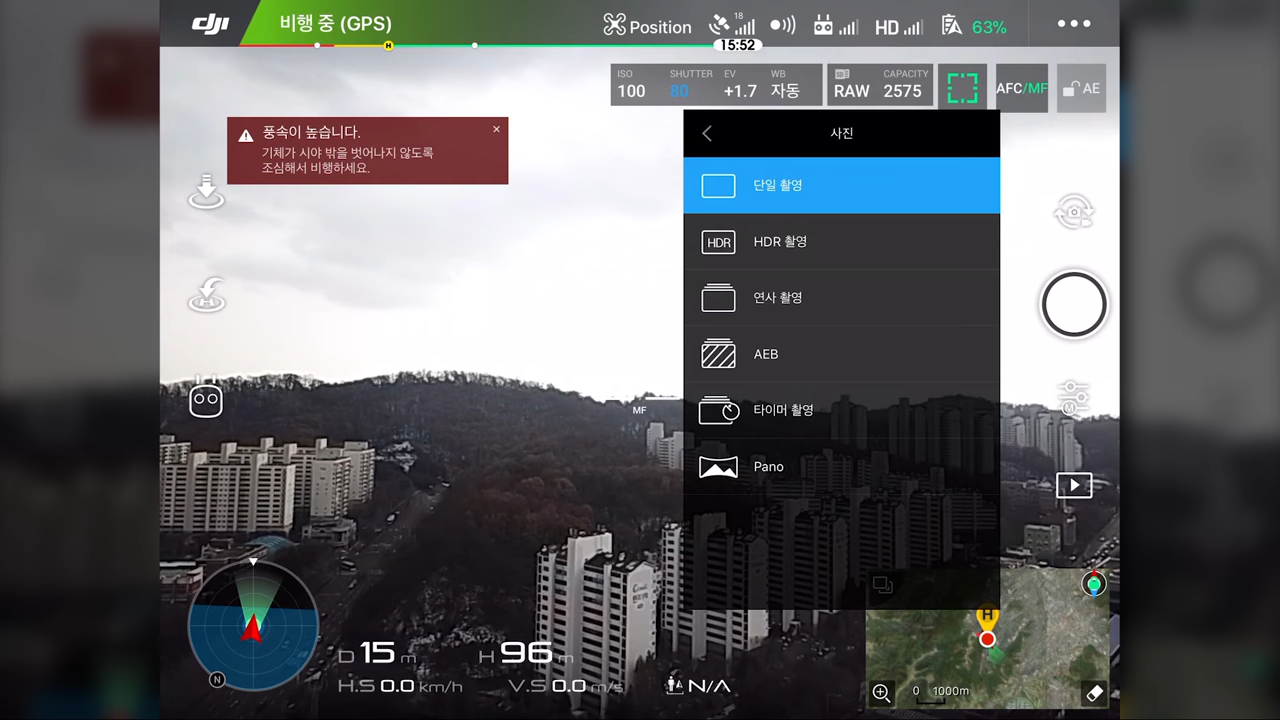 dji
비행 중 (GPS)
Position
18
HD
63%
15:52
H
ISO
100
SHUTTER
80
EV
+1.7
WB
자동
RAW
CAPACITY
2575
AFC/MF
AE
풍속이 높습니다.
×
기체가 시야 밖을 벗어나지 않도록
조심해서 비행하세요.
사진
단일 촬영
HDR
HDR 촬영
연사 촬영
AEB
타이머 촬영
Pano
MF
M
N
D 15 m
H 96 m
H.S 0.0 km/h
V.S 0.0 m/s
N/A
H
0 1000m